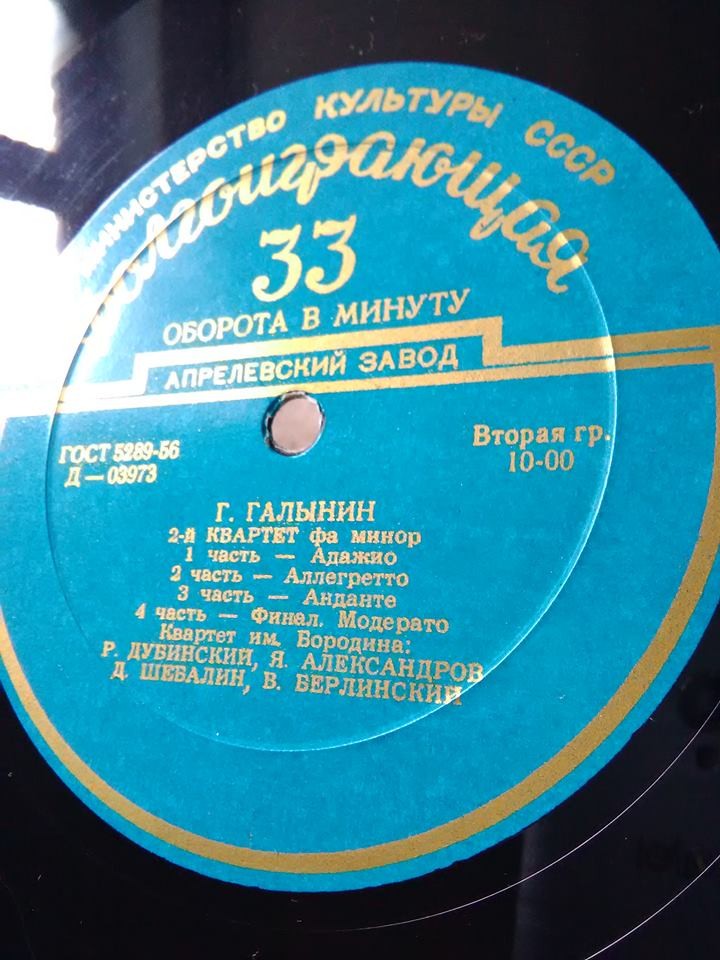 МИНИСТЕРСТВО КУЛЬТУРЫ СССР
Долгоиграющая
33
ОБОРОТА В МИНУТУ
АПРЕЛЕВСКИЙ ЗАВОД
ГОСТ 5289-56
Д — 03973
Вторая гр.
10-00
Г. ГАЛЫНИН
2-й КВАРТЕТ фа минор
1 часть — Адажио
2 часть — Аллегретто
3 часть — Анданте
4 часть — Финал. Модерато
Квартет им. Бородина:
Р. ДУБИНСКИЙ, Я. АЛЕКСАНДРОВ
Д. ШЕБАЛИН, В. БЕРЛИНСКИЙ